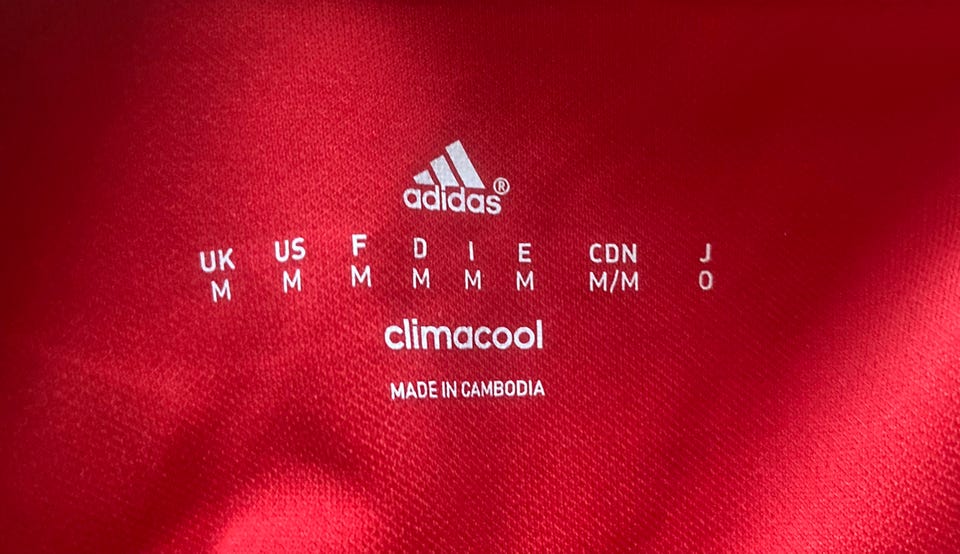 adidas®
UK US F D I E CDN J
M M M M M M M/M O
climacool
MADE IN CAMBODIA